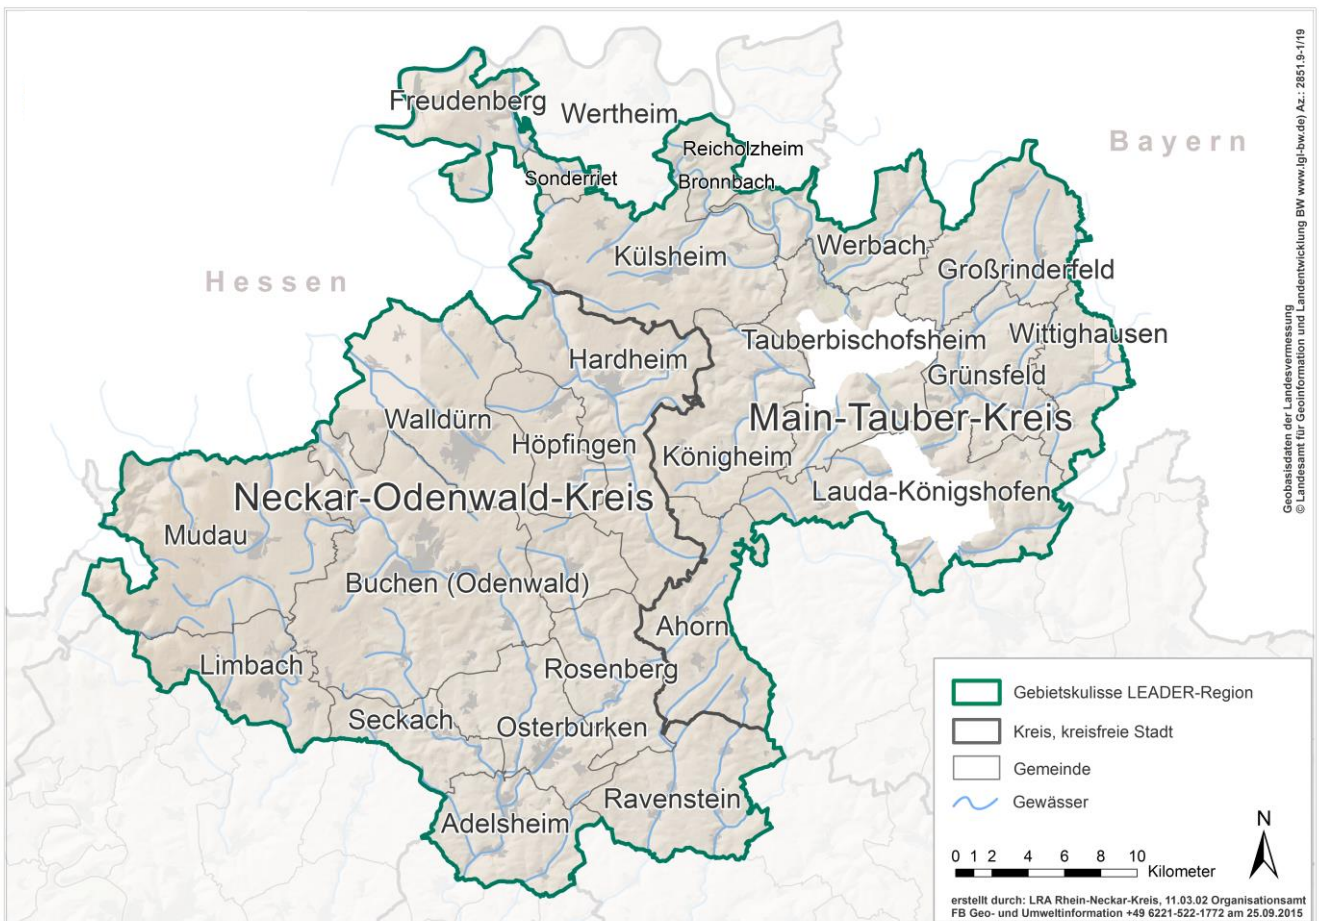 Freudenberg
Wertheim
Reicholzheim
Bronnbach
Sonderriet
Bayern
Hessen
Külsheim
Werbach
Großrinderfeld
Hardheim
Tauberbischofsheim
Wittighausen
Grünsfeld
Walldürn
Höpfingen
Main-Tauber-Kreis
Königheim
Neckar-Odenwald-Kreis
Lauda-Königshofen
Mudau
Buchen (Odenwald)
Ahorn
Limbach
Rosenberg
Seckach
Osterburken
Ravenstein
Adelsheim
Gebietskulisse LEADER-Region
Kreis, kreisfreie Stadt
Gemeinde
Gewässer
0 1 2 4 6 8 10
Kilometer
N
erstellt durch: LRA Rhein-Neckar-Kreis, 11.03.02 Organisationsamt
FB Geo- und Umweltinformation +49 6221-522-1772 am 25.09.2015
Geobasisdaten der Landesvermessung
© Landesamt für Geoinformation und Landentwicklung BW www.lgl-bw.de) Az.: 2851.9-1/19